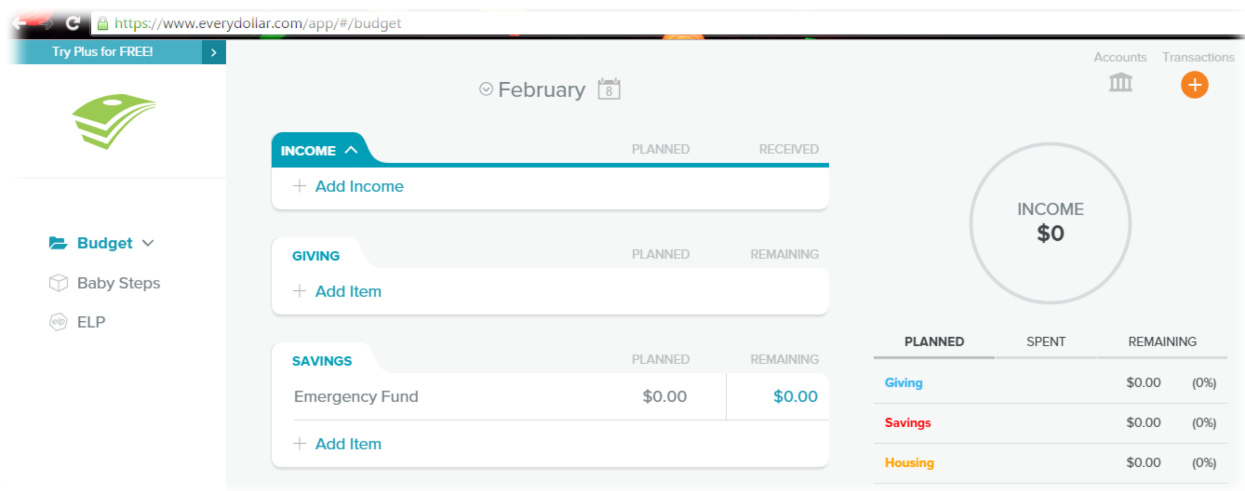 https://www.everydollar.com/app/#/budget
Try Plus for FREE! >
Accounts Transactions
February 8
+
INCOME PLANNED RECEIVED
+ Add Income
INCOME
$0
Budget
GIVING PLANNED REMAINING
Baby Steps
+ Add Item
elp ELP
PLANNED SPENT REMAINING
SAVINGS PLANNED REMAINING
Giving $0.00 (0%)
Emergency Fund $0.00 $0.00
Savings $0.00 (0%)
+ Add Item
Housing $0.00 (0%)